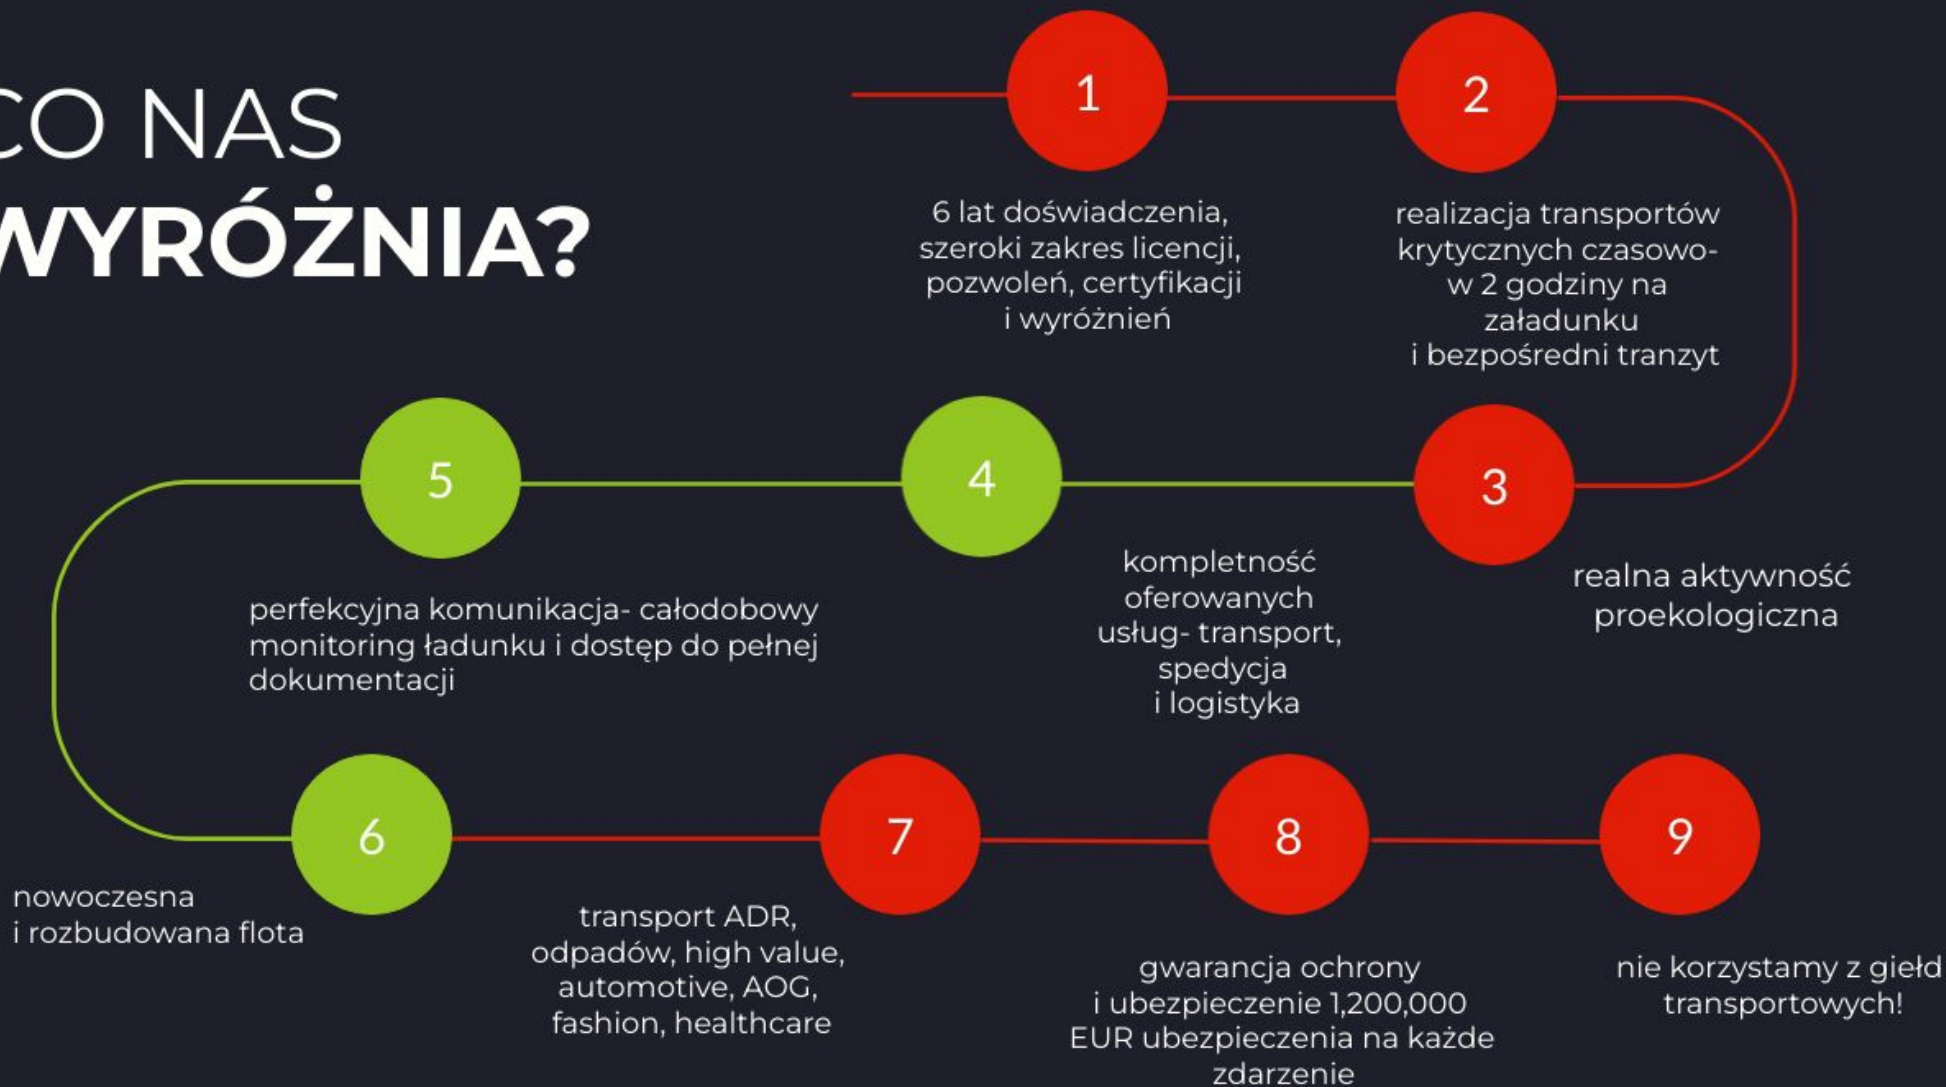 CO NAS
WYRÓŻNIA?
1
6 lat doświadczenia,
szeroki zakres licencji,
pozwoleń, certyfikacji
i wyróżnień
2
realizacja transportów
krytycznych czasowo-
w 2 godziny na
załadunku
i bezpośredni tranzyt
3
realna aktywność
proekologiczna
4
kompletność
oferowanych
usług- transport,
spedycja
i logistyka
5
perfekcyjna komunikacja- całodobowy
monitoring ładunku i dostęp do pełnej
dokumentacji
6
nowoczesna
i rozbudowana flota
7
transport ADR,
odpadów, high value,
automotive, AOG,
fashion, healthcare
8
gwarancja ochrony
i ubezpieczenie 1,200,000
EUR ubezpieczenia na każde
zdarzenie
9
nie korzystamy z giełd
transportowych!